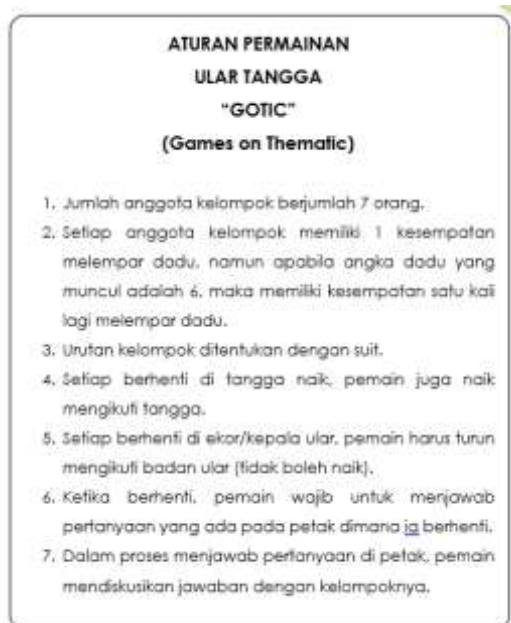 ATURAN PERMAINAN
ULAR TANGGA
“GOTIC”
(Games on Thematic)
1. Jumlah anggota kelompok berjumlah 7 orang.
2. Setiap anggota kelompok memiliki 1 kesempatan
melempar dadu, namun apabila angka dadu yang
muncul adalah 6, maka memiliki kesempatan satu kali
lagi melempar dadu.
3. Urutan kelompok ditentukan dengan suit.
4. Setiap berhenti di tangga naik, pemain juga naik
mengikuti tangga.
5. Setiap berhenti di ekor/kepala ular, pemain harus turun
mengikuti badan ular (tidak boleh naik).
6. Ketika berhenti, pemain wajib untuk menjawab
pertanyaan yang ada pada petak dimana ia berhenti.
7. Dalam proses menjawab pertanyaan di petak, pemain
mendiskusikan jawaban dengan kelompoknya.